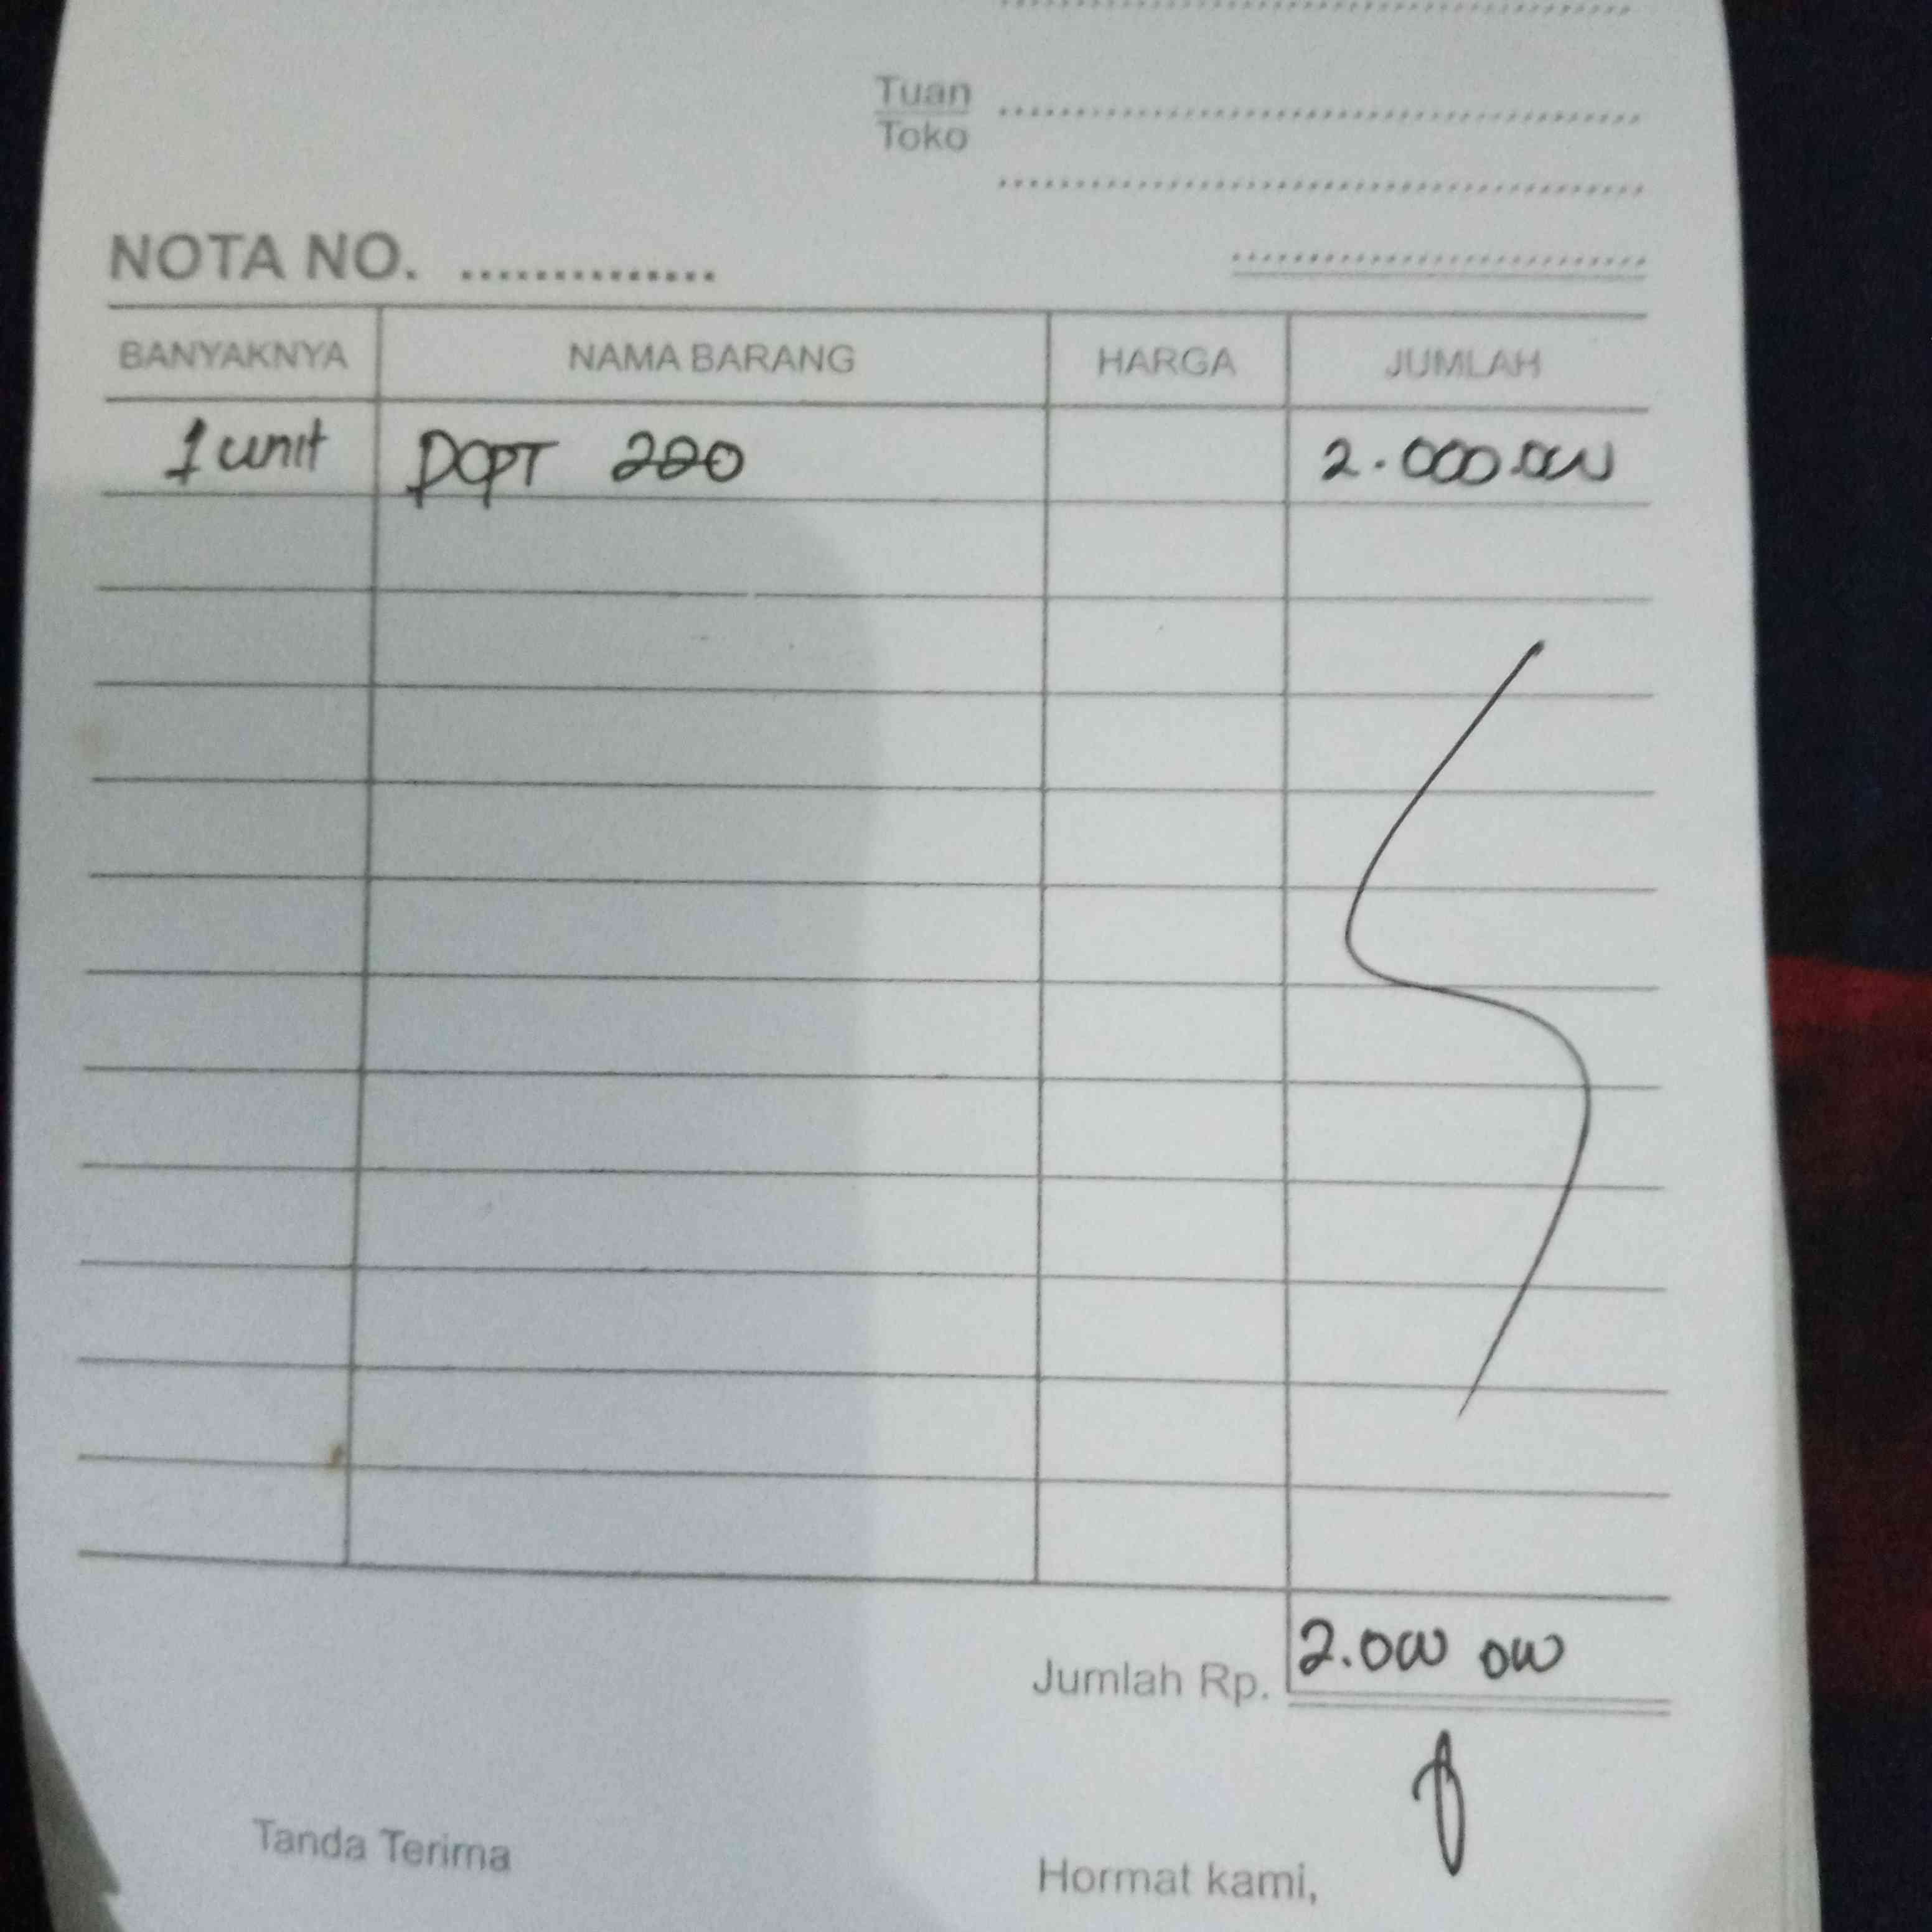 Tuan
Toko
NOTA NO. ..............
BANYAKNYA NAMA BARANG HARGA JUMLAH
1 unit DCPT 220 2.000.000
Jumlah Rp. 2.000 000
Tanda Terima
Hormat kami,